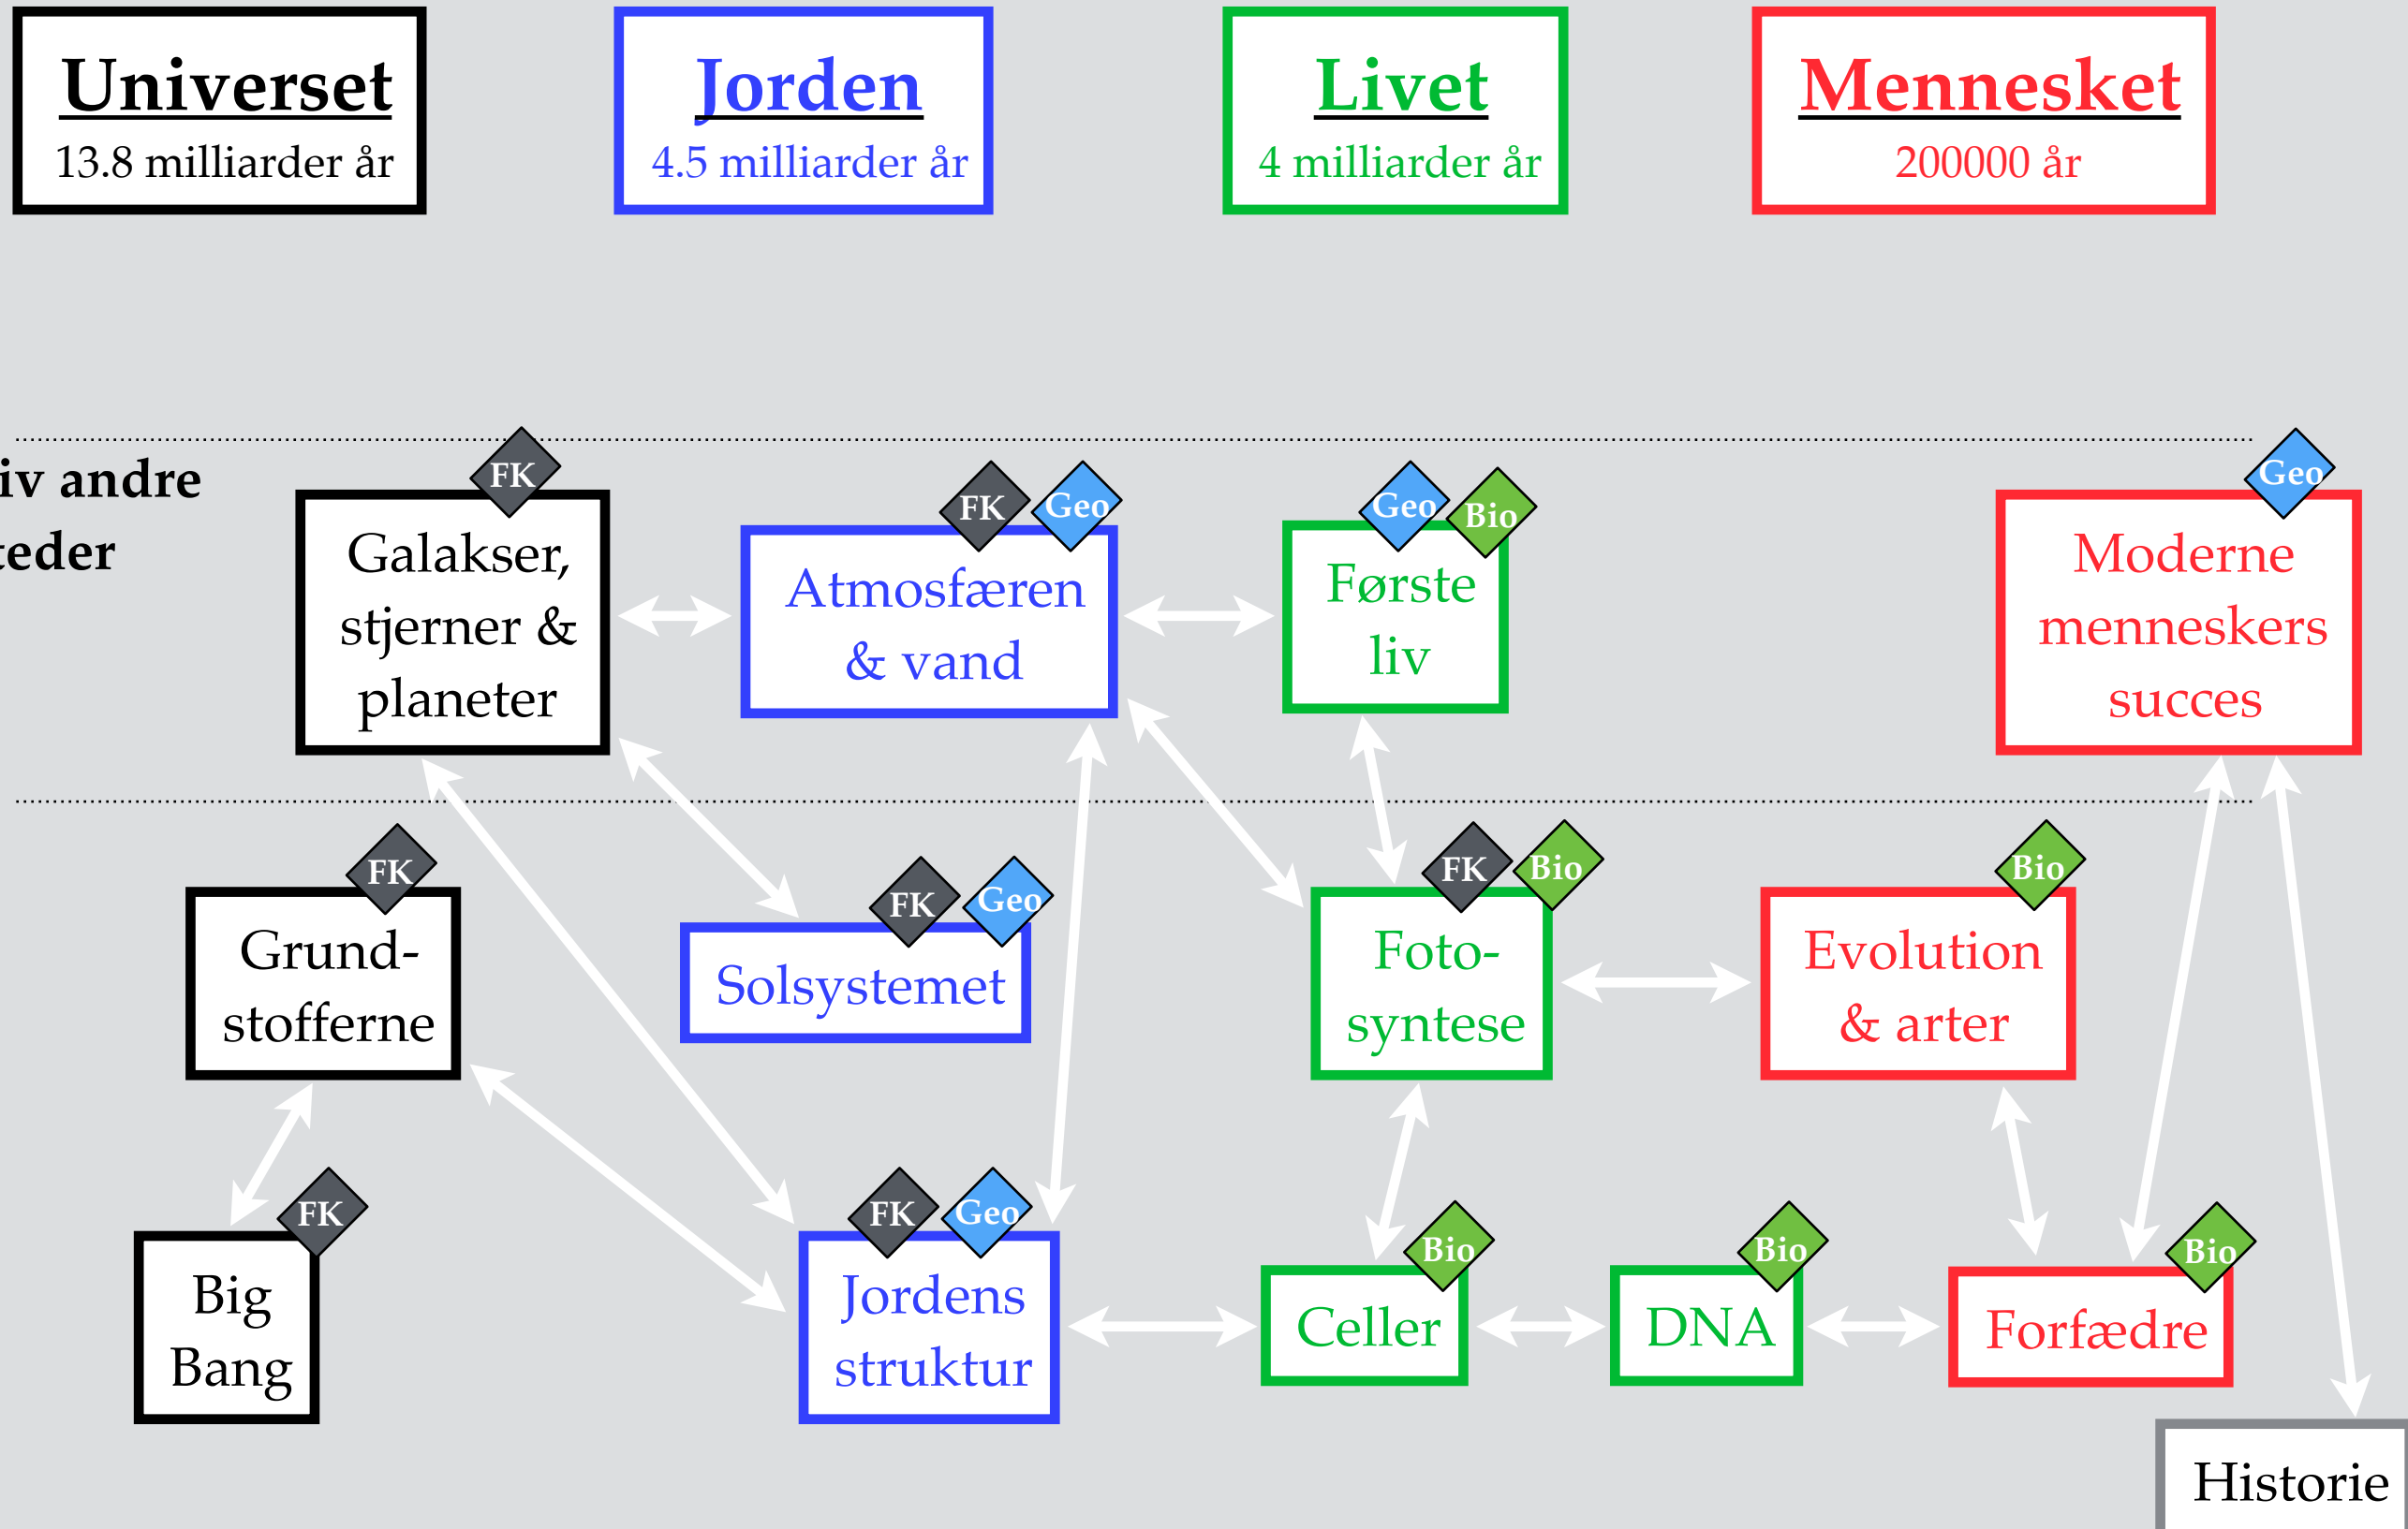 Universet
13.8 milliarder år
Jorden
4.5 milliarder år
Livet
4 milliarder år
Mennesket
200000 år
iv andre
teder
FK
Galakser,
stjerner &
planeter
FK
Geo
Atmosfæren
& vand
Geo
Bio
Første
liv
Geo
Moderne
menneskers
succes
FK
Grund-
stofferne
FK
Geo
Solsystemet
FK
Bio
Foto-
syntese
Bio
Evolution
& arter
FK
Big
Bang
FK
Geo
Jordens
struktur
Bio
Celler
Bio
DNA
Bio
Forfædre
Historie